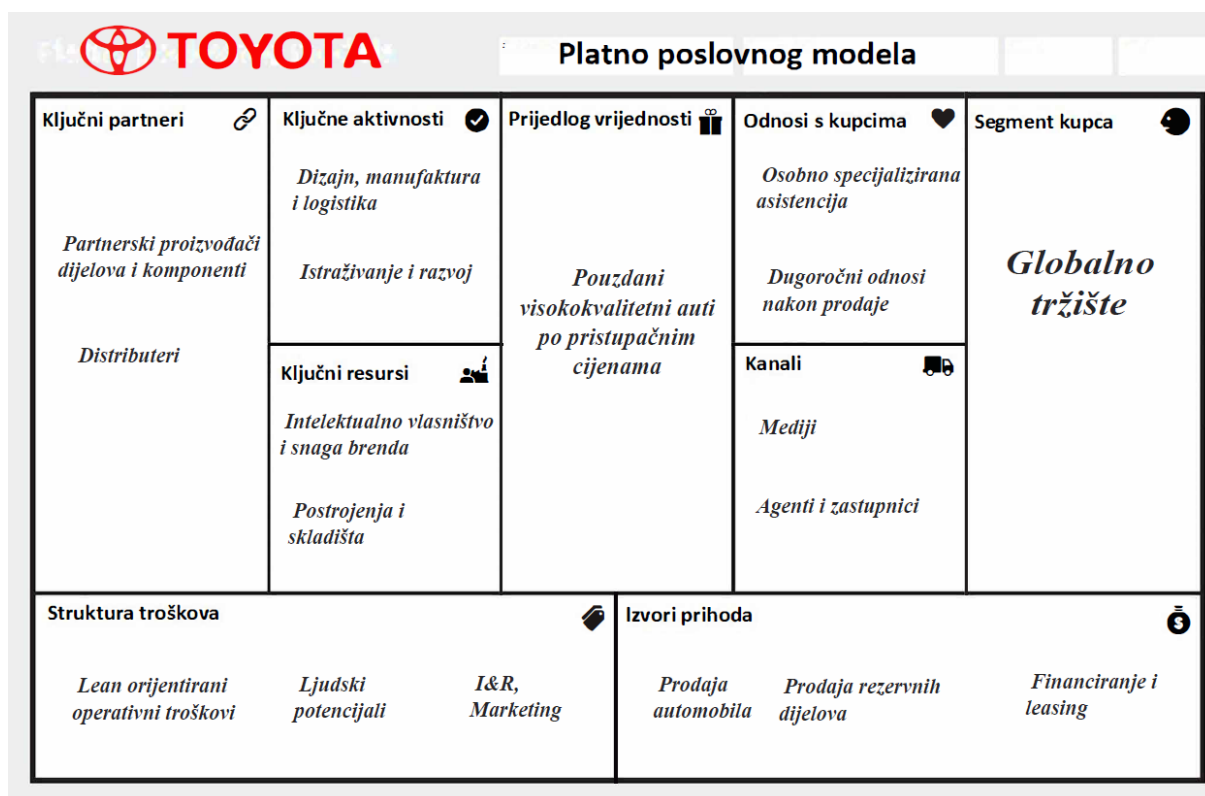 TOYOTA
Platno poslovnog modela
Ključni partneri
Partnerski proizvođači
dijelova i komponenti
Distributeri
Ključne aktivnosti
Dizajn, manufaktura
i logistika
Istraživanje i razvoj
Ključni resursi
Intelektualno vlasništvo
i snaga brenda
Postrojenja i
skladišta
Prijedlog vrijednosti
Pouzdani
visokokvalitetni auti
po pristupačnim
cijenama
Odnosi s kupcima
Osobno specijalizirana
asistencija
Dugoročni odnosi
nakon prodaje
Kanali
Mediji
Agenti i zastupnici
Segment kupca
Globalno
tržište
Struktura troškova
Lean orijentirani
operativni troškovi
Ljudski
potencijali
I&R,
Marketing
Izvori prihoda
Prodaja
automobila
Prodaja rezervnih
dijelova
Financiranje i
leasing